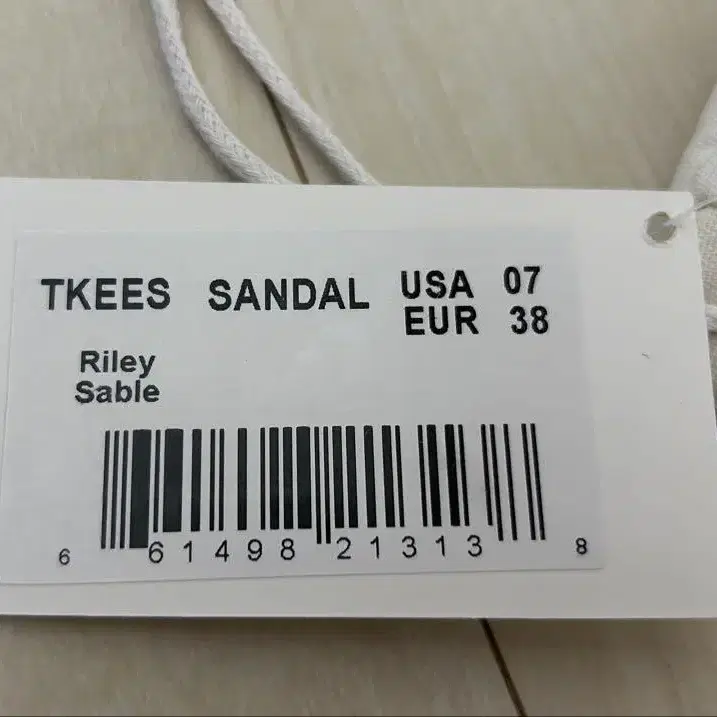 TKEES SANDAL USA 07
EUR 38
Riley
Sable
6 61498 21313 8